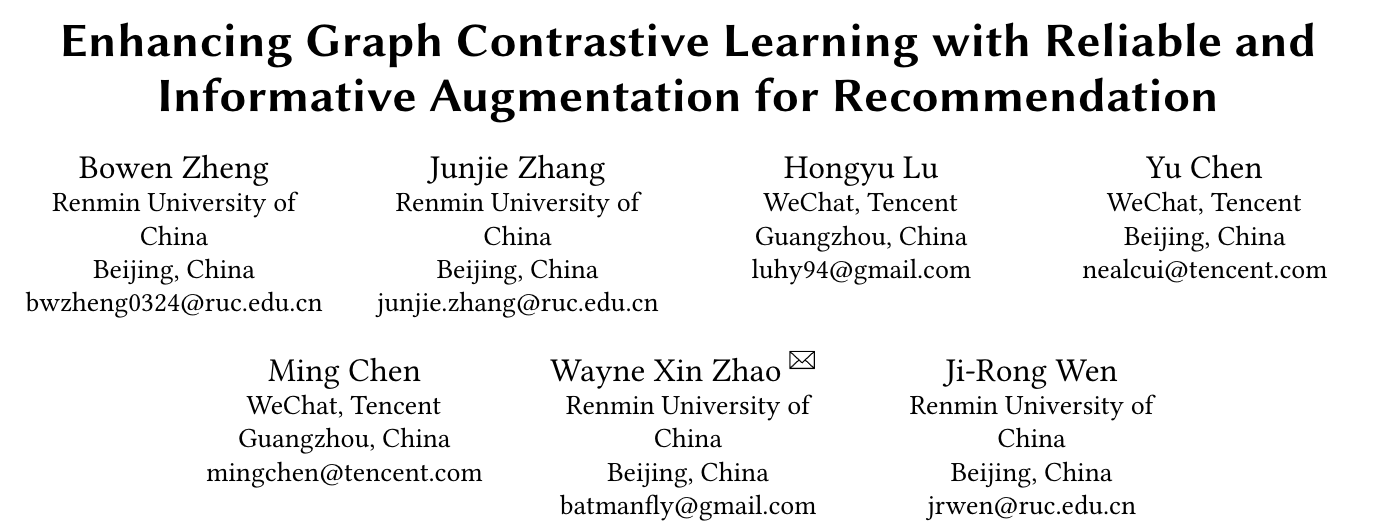 Enhancing Graph Contrastive Learning with Reliable and
Informative Augmentation for Recommendation
Bowen Zheng
Renmin University of
China
Beijing, China
bwzheng0324@ruc.edu.cn
Junjie Zhang
Renmin University of
China
Beijing, China
junjie.zhang@ruc.edu.cn
Hongyu Lu
WeChat, Tencent
Guangzhou, China
luhy94@gmail.com
Yu Chen
WeChat, Tencent
Beijing, China
nealcui@tencent.com
Ming Chen
WeChat, Tencent
Guangzhou, China
mingchen@tencent.com
Wayne Xin Zhao ✉
Renmin University of
China
Beijing, China
batmanfly@gmail.com
Ji-Rong Wen
Renmin University of
China
Beijing, China
jrwen@ruc.edu.cn